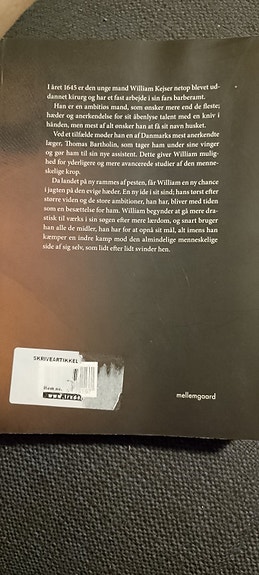 I året 1645 er den unge mand William Kejser netop blevet ud-
dannet kirurg og har et fast arbejde i sin fars barberamt.
Han er en ambitiøs mand, som ønsker mere end de fleste;
hæder og anerkendelse for sit åbenlyse talent med en kniv i
hånden, men mest af alt ønsker han at få sit navn husket.
Ved et tilfælde møder han en af Danmarks mest anerkendte
læger, Thomas Bartholin, som tager ham under sine vinger
og gør ham til sin nye assistent. Dette giver William mulig-
hed for yderligere og mere avancerede studier af den menne-
skelige krop.
Da landet på ny rammes af pesten, får William en ny chance
i jagten på den evige hæder. En ny ide i sit sind; hans tørst efter
større viden og de store ambitioner, han har, bliver med tiden
som en besættelse for ham. William begynder at gå mere dra-
stisk til værks i sin søgen efter mere lærdom, og snart bruger
han alle de midler, han har for at opnå sit mål, alt imens han
kæmper en indre kamp mod den almindelige menneskelige
side af sig selv, som lidt efter lidt svinder hen.
SKRIVEARTIKKEL
mellemgaard